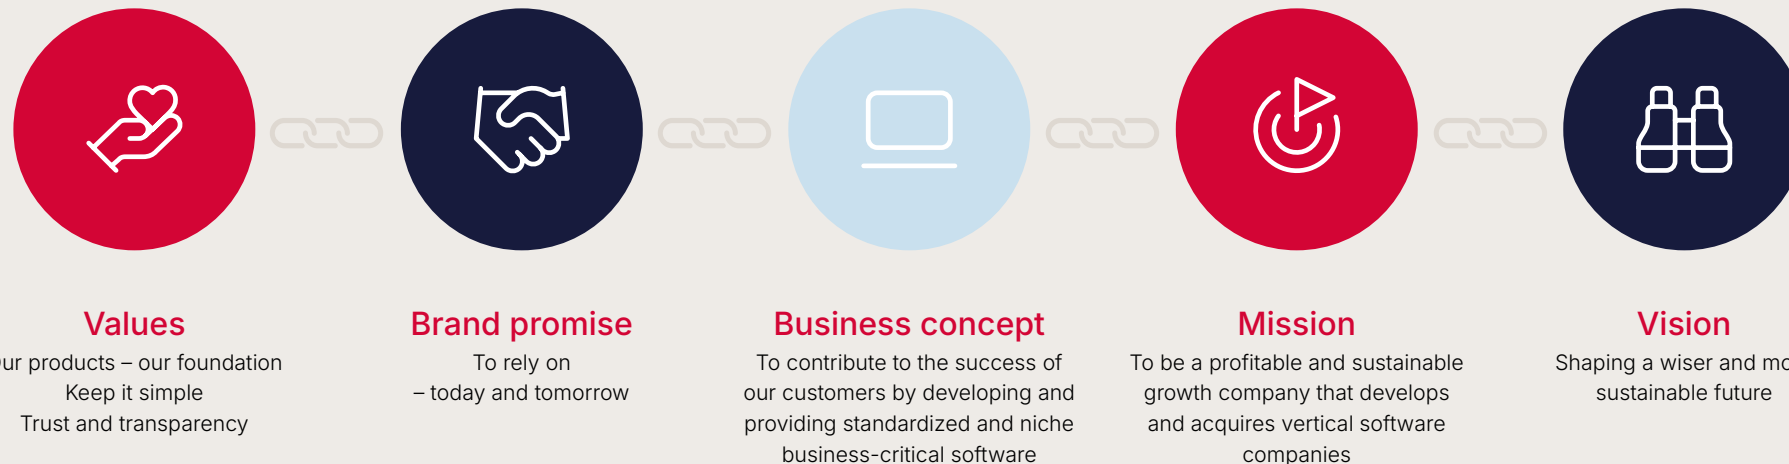 Values
products – our foundation
Keep it simple
Trust and transparency
Brand promise
To rely on
– today and tomorrow
Business concept
To contribute to the success of
our customers by developing and
providing standardized and niche
business-critical software
Mission
To be a profitable and sustainable
growth company that develops
and acquires vertical software
companies
Vision
Shaping a wiser and
sustainable future